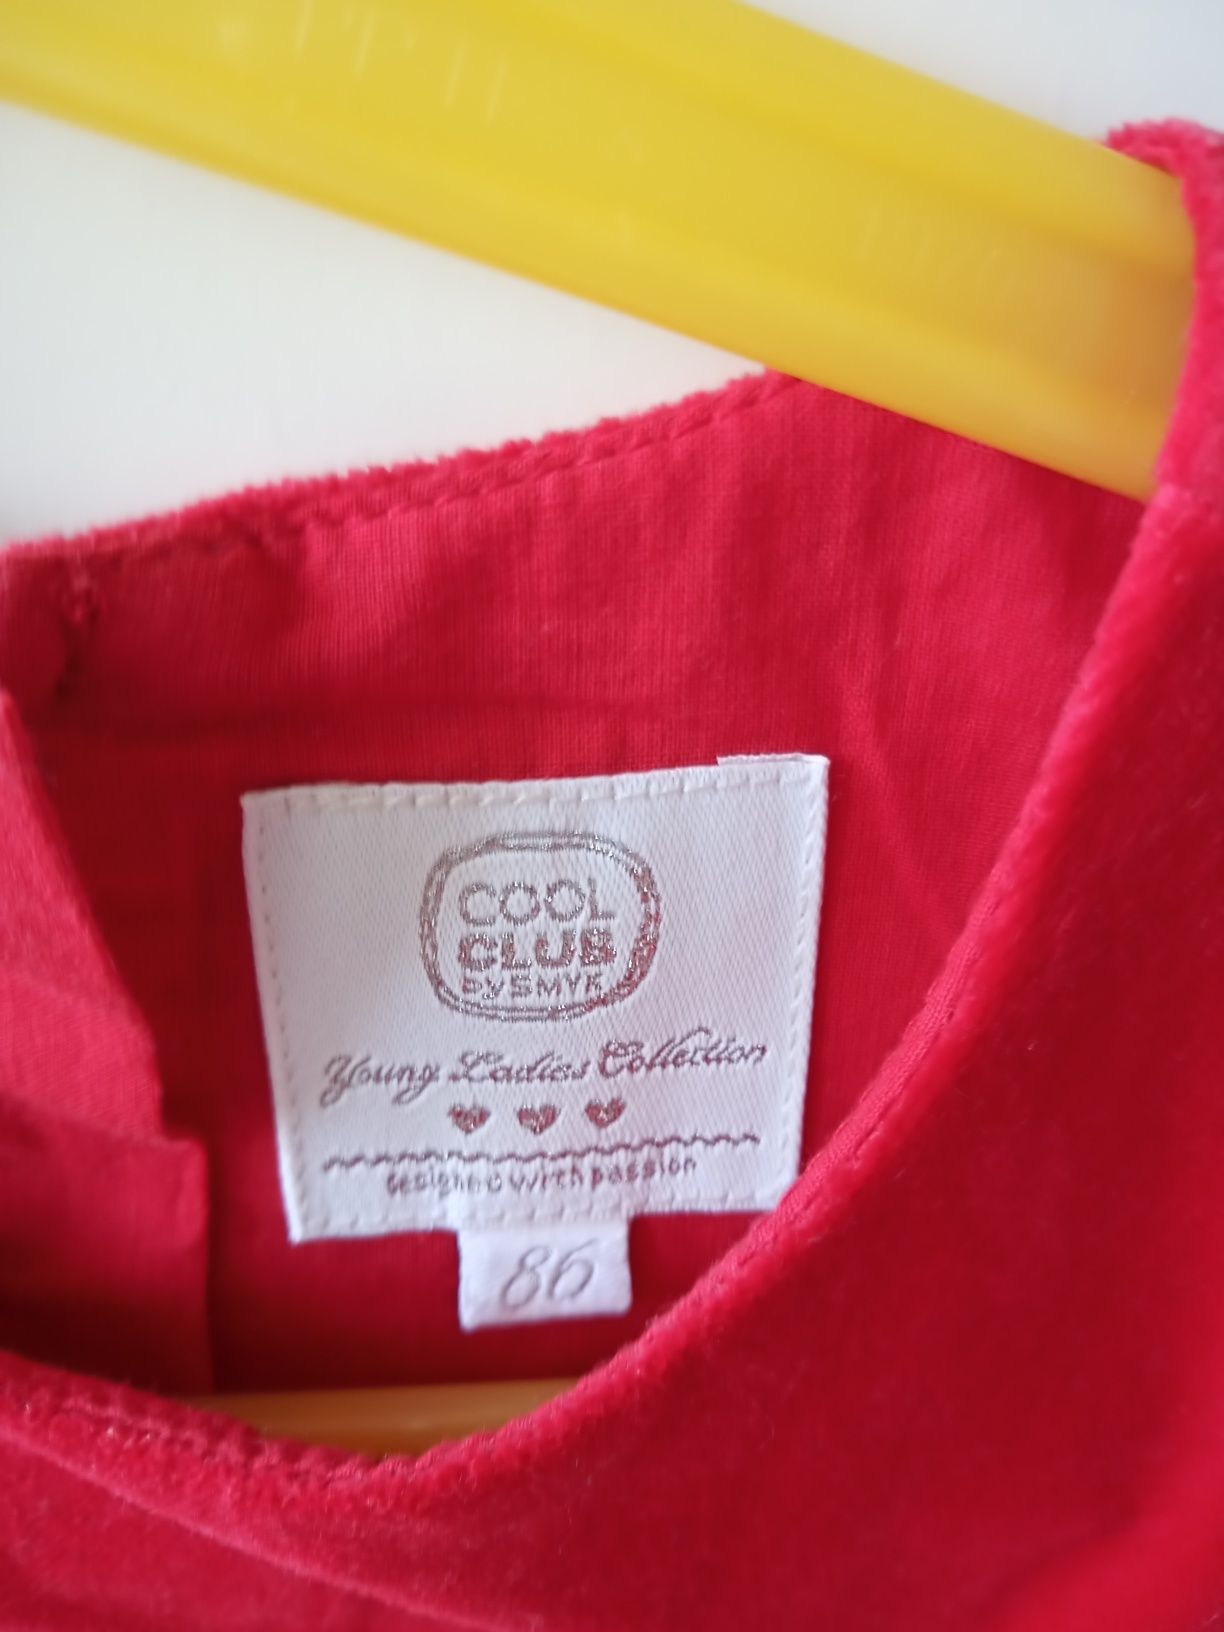 COOL
CLUB
BY SMYK
Young Ladies Collection
designed with passion
86